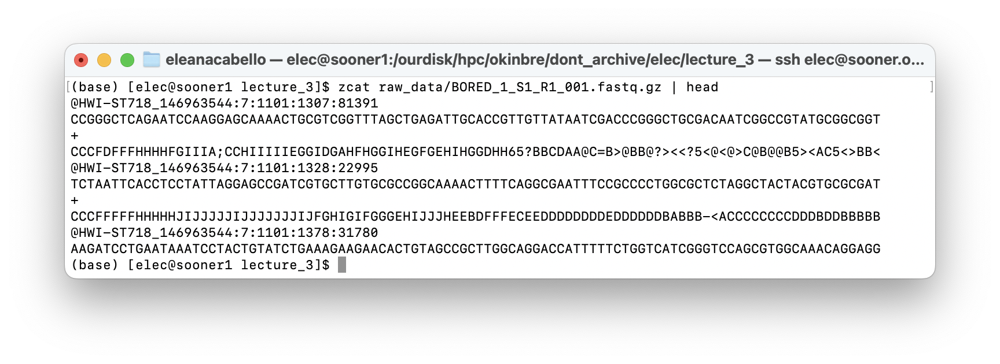 eleanacabello — elec@sooner1:/ourdisk/hpc/okinbre/dont_archive/elec/lecture_3 — ssh elec@sooner.o...
[(base) [elec@sooner1 lecture_3]$ zcat raw_data/BORED_1_S1_R1_001.fastq.gz | head ]
@HWI-ST718_146963544:7:1101:1307:81391
CCGGGCTCAGAATCCAAGGAGCAAAACTGCGTCGGTTTAGCTGAGATTGCACCGTTGTTATAATCGACCCGGGCTGCGACAATCGGCCGTATGCGGCGGT
+
CCCFDFFFHHHHFGIIIA;CCHIIIIIEGGIDGAHFHGGIHEGFGEHIHGGDHH65?BBCDAA@C=B>@BB@?><<?5<@<@>C@B@@B5><AC5<>BB<
@HWI-ST718_146963544:7:1101:1328:22995
TCTAATTCACCTCCTATTAGGAGCCGATCGTGCTTGTGCGCCGGCAAAACTTTTCAGGCGAATTTCCGCCCCTGGCGCTCTAGGCTACTACGTGCGCGAT
+
CCCFFFFFHHHHHJIJJJJJIJJJJJJJIJFGHIGIFGGGEHIJJJHEEBDFFFECEEDDDDDDDDEDDDDDDBABBB-<ACCCCCCCCDDDBDDBBBBB
@HWI-ST718_146963544:7:1101:1378:31780
AAGATCCTGAATAAATCCTACTGTATCTGAAAGAAGAACACTGTAGCCGCTTGGCAGGACCATTTTTCTGGTCATCGGGTCCAGCGTGGCAAACAGGAGG
(base) [elec@sooner1 lecture_3]$